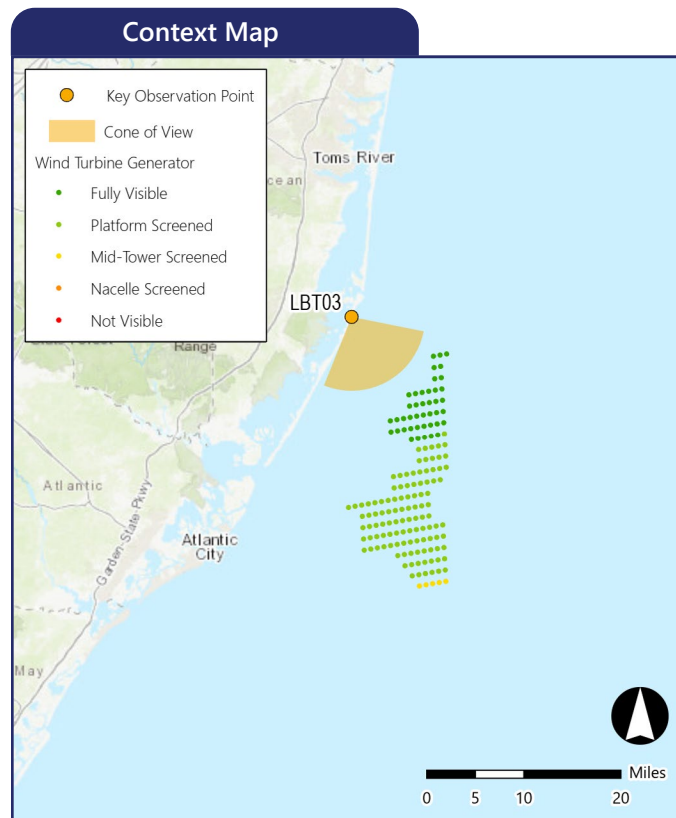 Context Map
Key Observation Point
Cone of View
Wind Turbine Generator
Fully Visible
Platform Screened
Mid-Tower Screened
Nacelle Screened
Not Visible
Toms River
cean
LBT03
Range
Atlantic
Garden-State-Pkwy
Atlantic
City
May
Miles
0 5 10 20